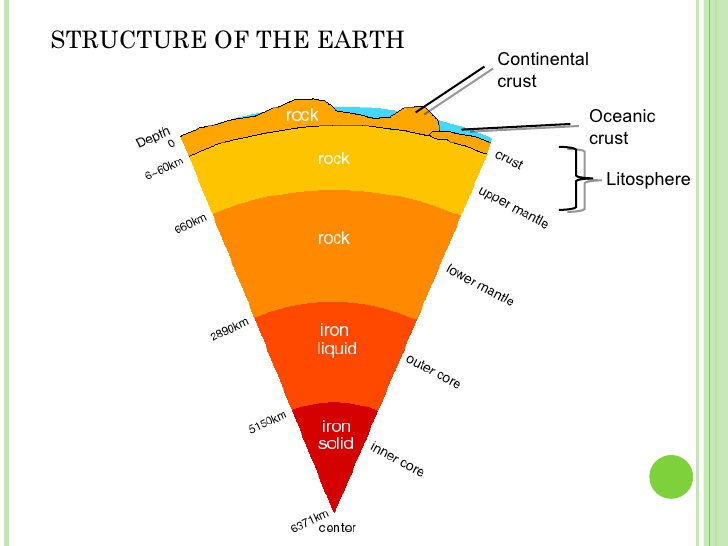 STRUCTURE OF THE EARTH
Continental
crust
Oceanic
crust
Litosphere
Depth
0
6~60km
660km
2890km
5150km
6371km
center
rock
rock
rock
iron
liquid
iron
solid
crust
upper mantle
lower mantle
outer core
inner core